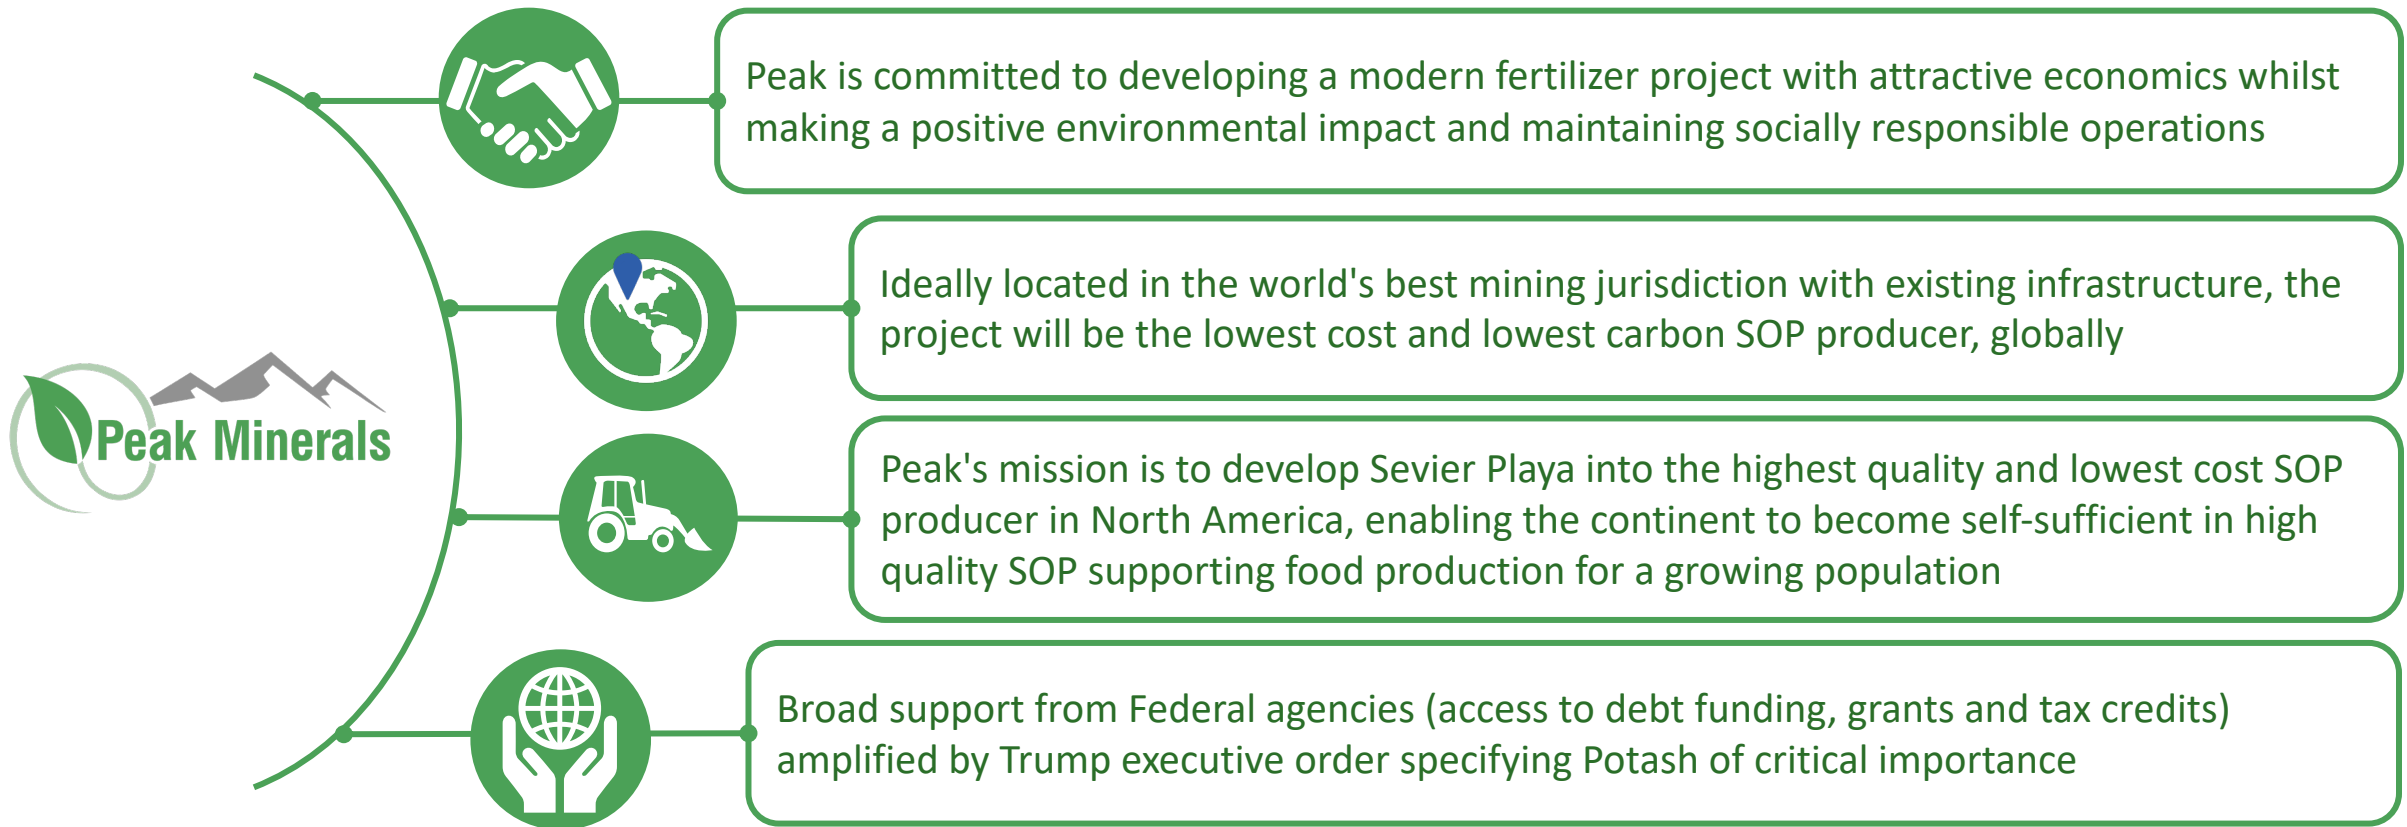 Peak is committed to developing a modern fertilizer project with attractive economics whilst
making a positive environmental impact and maintaining socially responsible operations
Ideally located in the world's best mining jurisdiction with existing infrastructure, the
project will be the lowest cost and lowest carbon SOP producer, globally
Peak Minerals
Peak's mission is to develop Sevier Playa into the highest quality and lowest cost SOP
producer in North America, enabling the continent to become self-sufficient in high
quality SOP supporting food production for a growing population
Broad support from Federal agencies (access to debt funding, grants and tax credits)
amplified by Trump executive order specifying Potash of critical importance